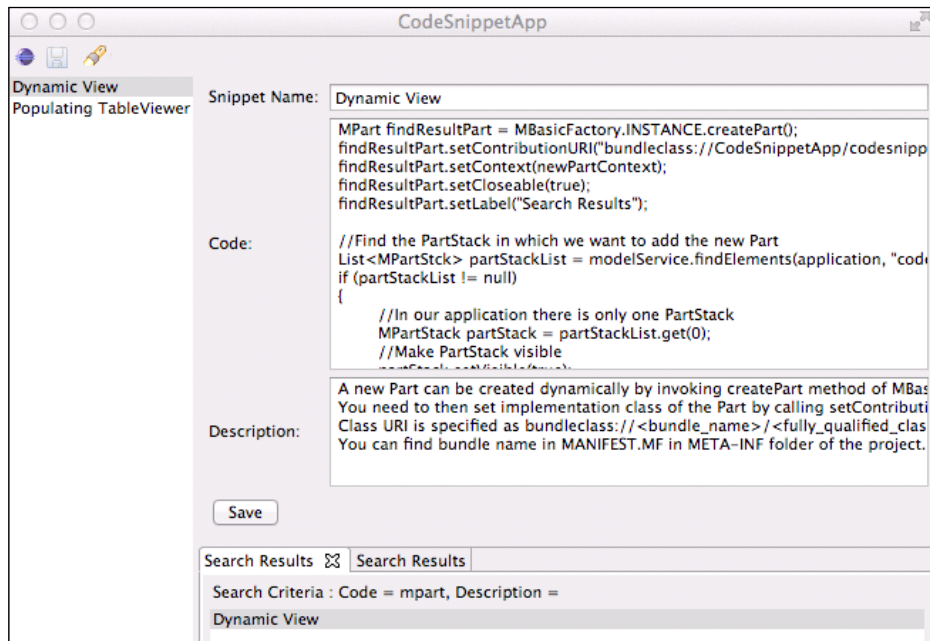 CodeSnippetApp
Dynamic View
Populating TableViewer
Snippet Name:
Dynamic View
Code:
MPart findResultPart = MBasicFactory.INSTANCE.createPart();
findResultPart.setContributionURI("bundleclass://CodeSnippetApp/codesnipp
findResultPart.setContext(newPartContext);
findResultPart.setCloseable(true);
findResultPart.setLabel("Search Results");
//Find the PartStack in which we want to add the new Part
List<MPartStck> partStackList = modelService.findElements(application, "code
if (partStackList != null)
{
//In our application there is only one PartStack
MPartStack partStack = partStackList.get(0);
//Make PartStack visible
partStack.setVisible(true);
Description:
A new Part can be created dynamically by invoking createPart method of MBas
You need to then set implementation class of the Part by calling setContributi
Class URI is specified as bundleclass://<bundle_name>/<fully_qualified_clas
You can find bundle name in MANIFEST.MF in META-INF folder of the project.
Save
Search Results Search Results
Search Criteria : Code = mpart, Description =
Dynamic View